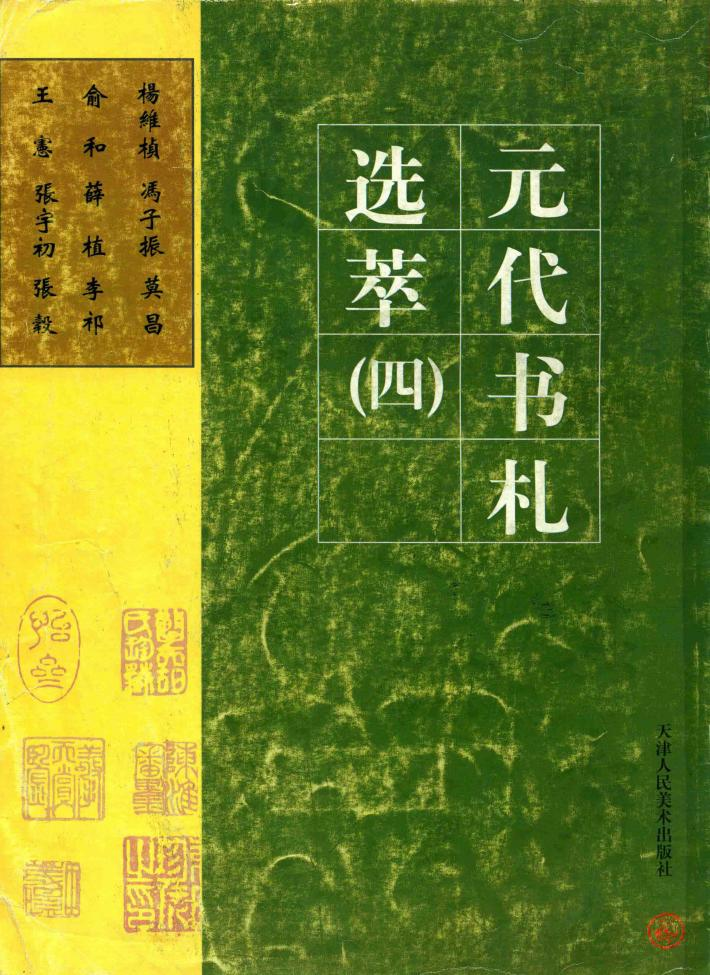 元代书札
选萃
(四)
楊維楨 馮子振 莫昌
俞和 薛植 李祁
王憲 張宇初 張轂
天津人民美术出版社